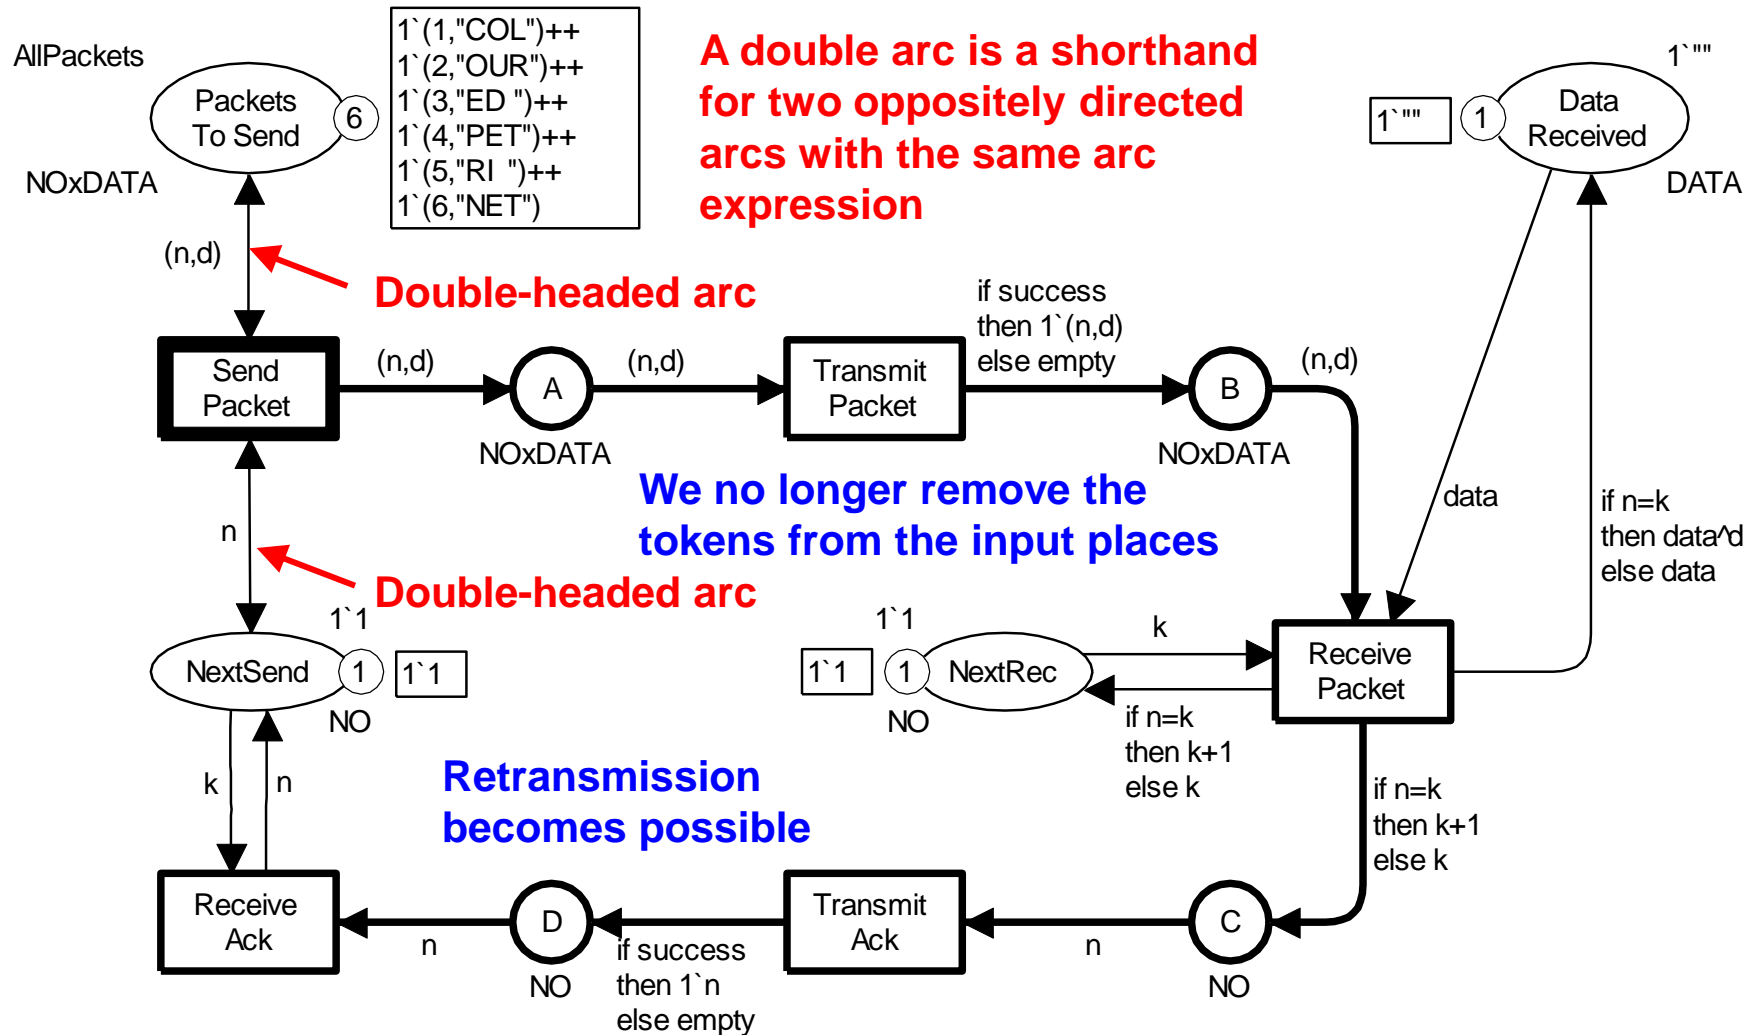 AllPackets
Packets
To Send
6
NOxDATA
1`(1,"COL")++
1`(2,"OUR")++
1`(3,"ED ")++
1`(4,"PET")++
1`(5,"RI ")++
1`(6,"NET")
A double arc is a shorthand
for two oppositely directed
arcs with the same arc
expression
1`""
1`""
1
Data
Received
DATA
(n,d)
Double-headed arc
Send
Packet
(n,d)
A
NOxDATA
(n,d)
Transmit
Packet
if success
then 1`(n,d)
else empty
B
NOxDATA
(n,d)
We no longer remove the
tokens from the input places
data
if n=k
then data^d
else data
n
Double-headed arc
1`1
NextSend
1
1`1
NO
1`1
1`1
1
NextRec
NO
k
if n=k
then k+1
else k
Receive
Packet
Retransmission
becomes possible
k
n
if n=k
then k+1
else k
Receive
Ack
n
D
NO
if success
then 1`n
else empty
Transmit
Ack
n
C
NO